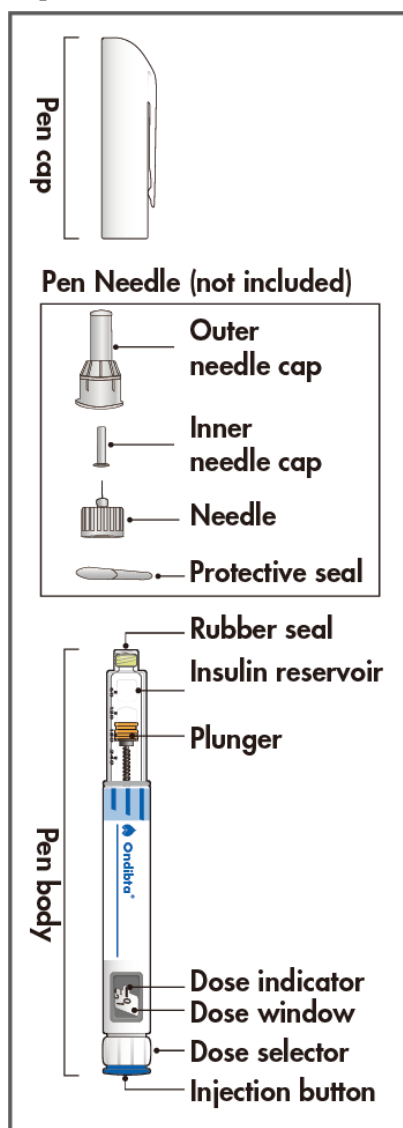 Pen cap
Pen Needle (not included)
Outer
needle cap
Inner
needle cap
Needle
Protective seal
Rubber seal
Insulin reservoir
Plunger
Pen body
Ondibta®
Dose indicator
Dose window
Dose selector
Injection button